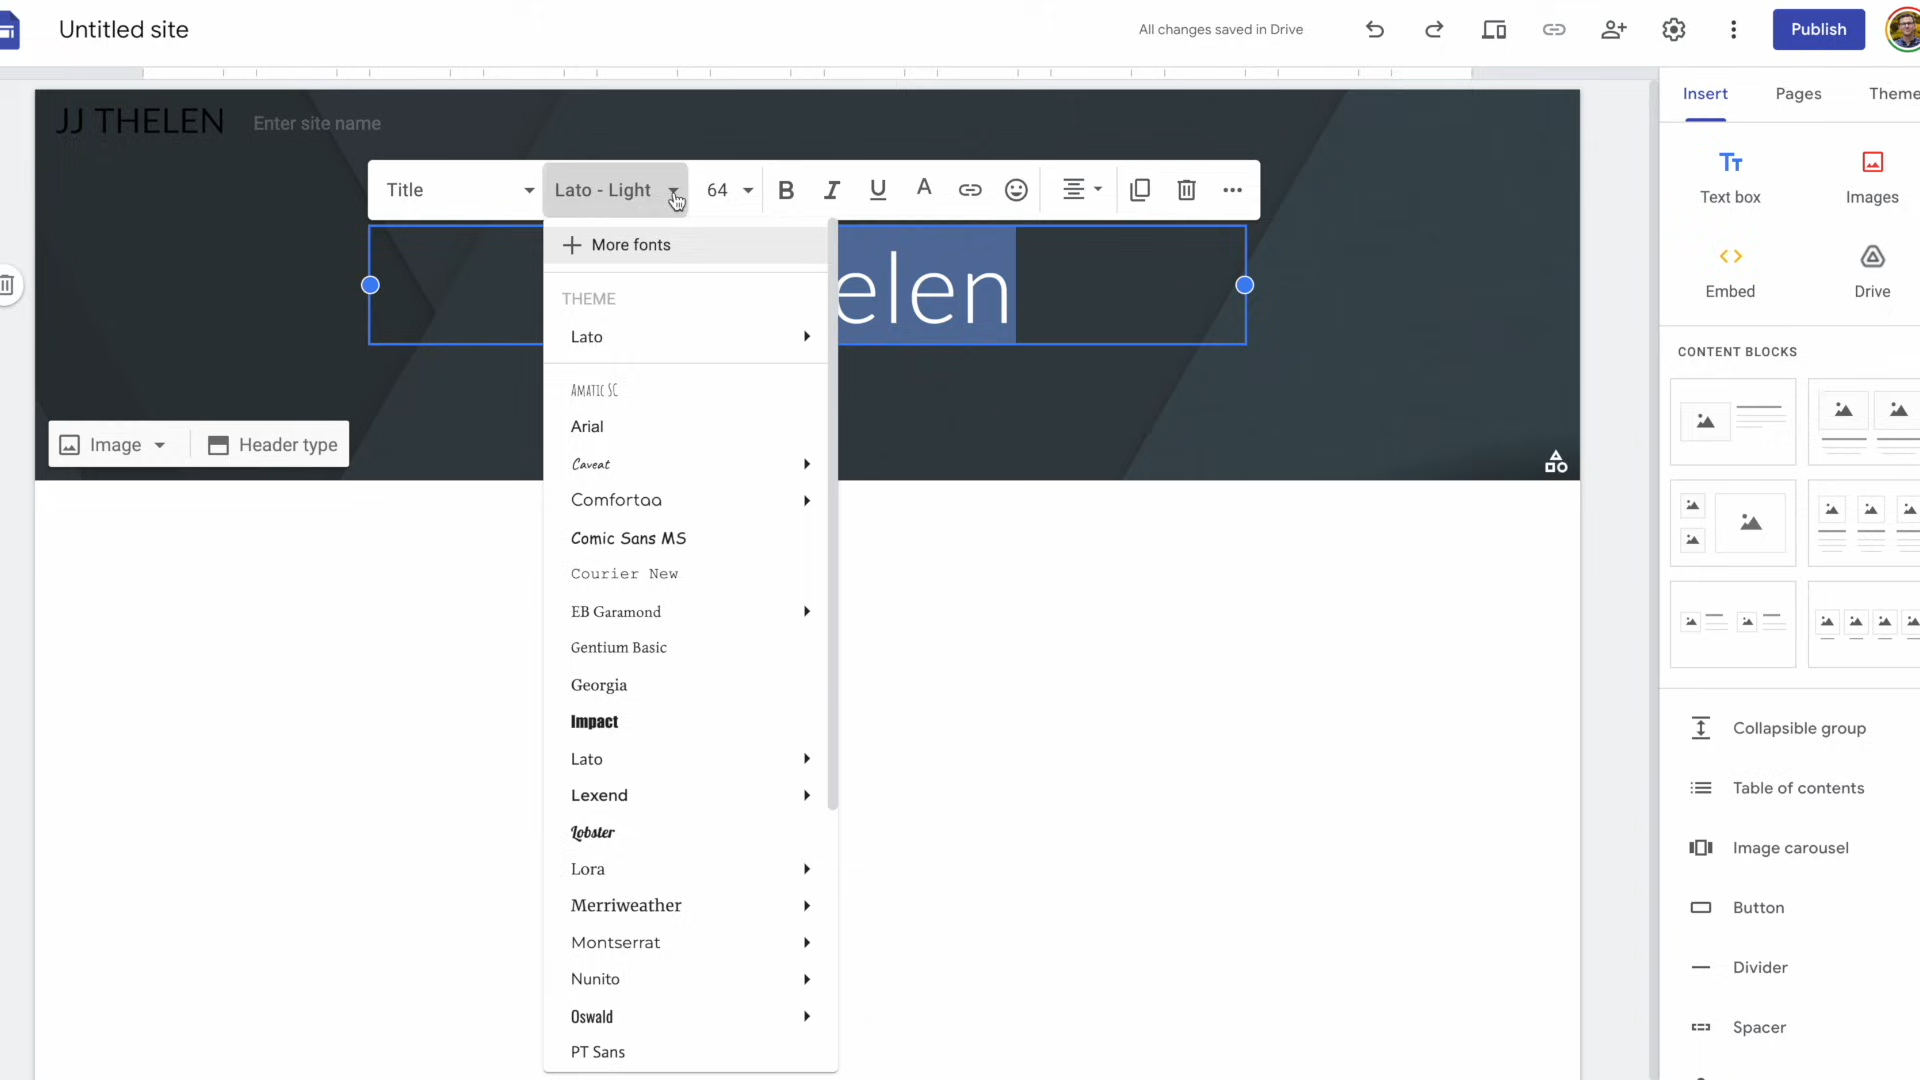 Untitled site
All changes saved in Drive
Publish
JJ THELEN
Enter site name
Insert
Pages
Theme
Title
Lato - Light
64
B
I
U
A
More fonts
elen
THEME
Lato
Amatic SC
Arial
Caveat
Comfortaa
Comic Sans MS
Courier New
EB Garamond
Gentium Basic
Georgia
Impact
Lato
Lexend
Lobster
Lora
Merriweather
Montserrat
Nunito
Oswald
PT Sans
Image
Header type
Tт
Text box
Images
Embed
Drive
CONTENT BLOCKS
Collapsible group
Table of contents
Image carousel
Button
Divider
Spacer